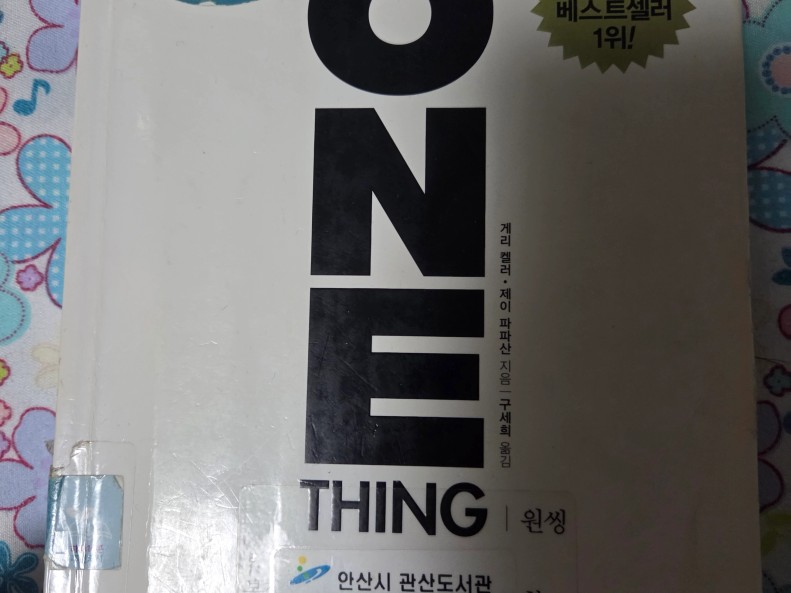 베스트셀러
1위!
ONE
THING
원씽
게리 켈러·제이 파파산 지음 | 구세희 옮김
안산시 관산도서관